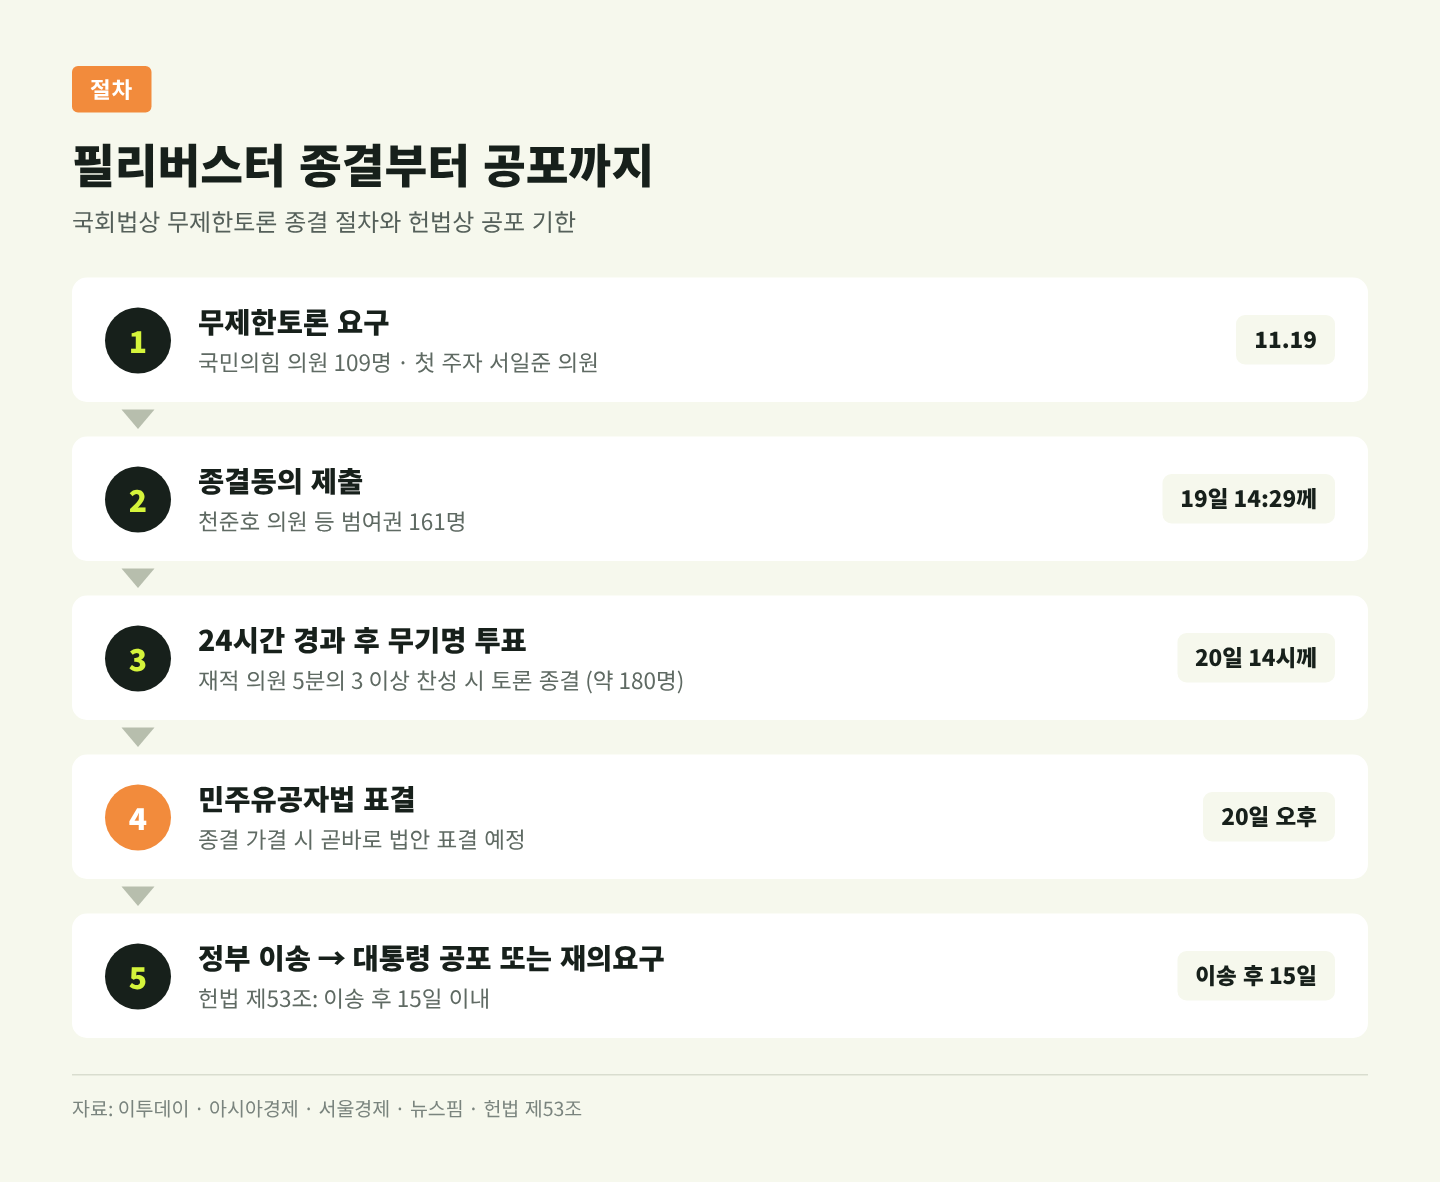 절차
필리버스터 종결부터 공포까지
국회법상 무제한토론 종결 절차와 헌법상 공포 기한
1
무제한토론 요구
국민의힘 의원 109명 · 첫 주자 서일준 의원
11.19
2
종결동의 제출
천준호 의원 등 범여권 161명
19일 14:29께
3
24시간 경과 후 무기명 투표
재적 의원 5분의 3 이상 찬성 시 토론 종결 (약 180명)
20일 14시께
4
민주유공자법 표결
종결 가결 시 곧바로 법안 표결 예정
20일 오후
5
정부 이송 → 대통령 공포 또는 재의요구
헌법 제53조: 이송 후 15일 이내
이송 후 15일
자료: 이투데이 · 아시아경제 · 서울경제 · 뉴스핌 · 헌법 제53조